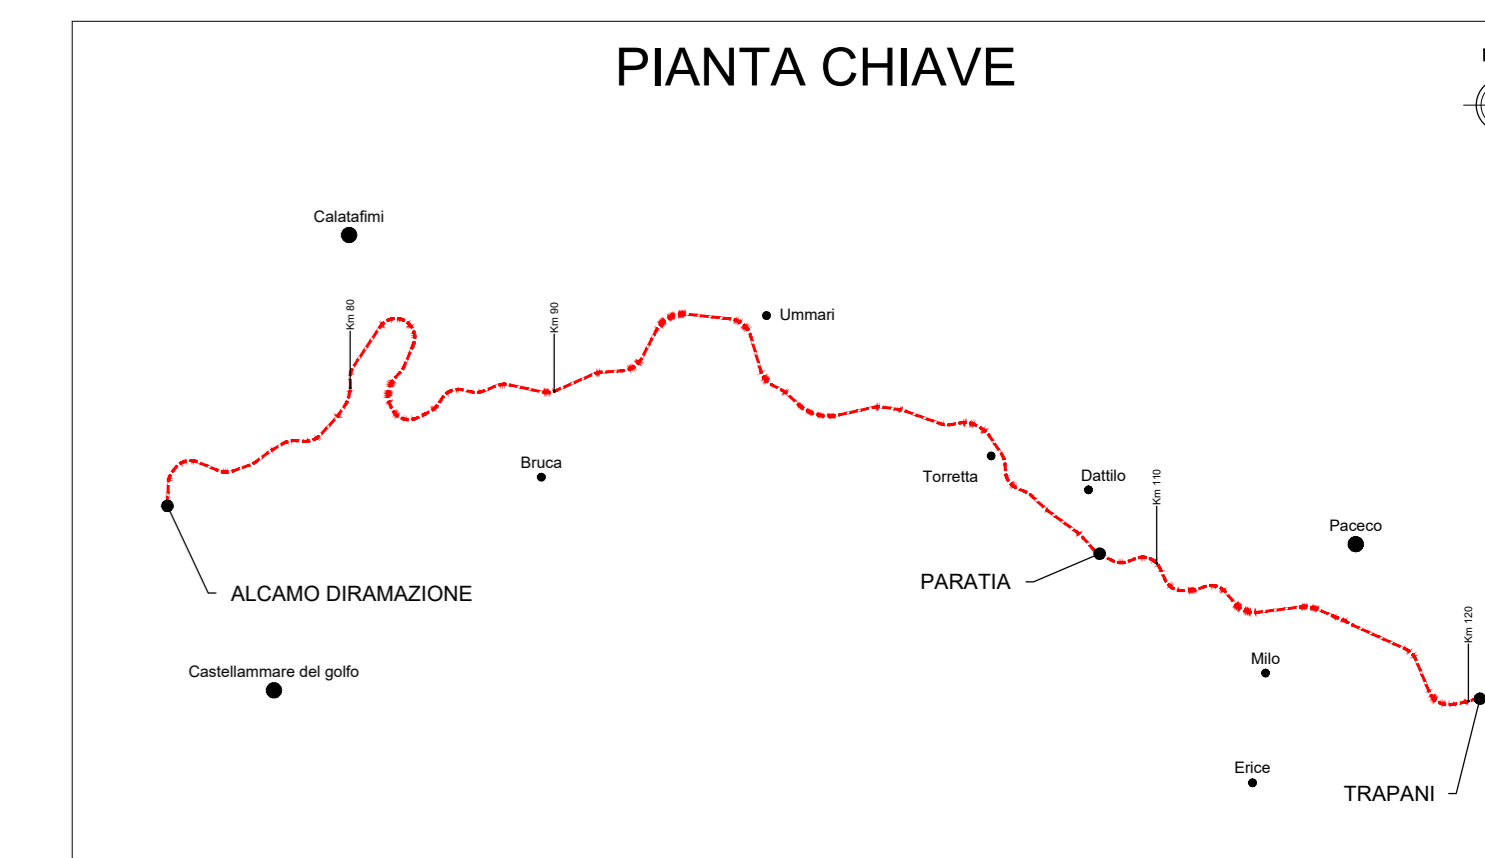 PIANTA CHIAVE
Calatafimi
Km 80
Km 90
Ummari
Bruca
Torretta
Dattilo
Km 110
Paceco
PARATIA
ALCAMO DIRAMAZIONE
Km 120
Castellammare del golfo
Milo
Erice
TRAPANI